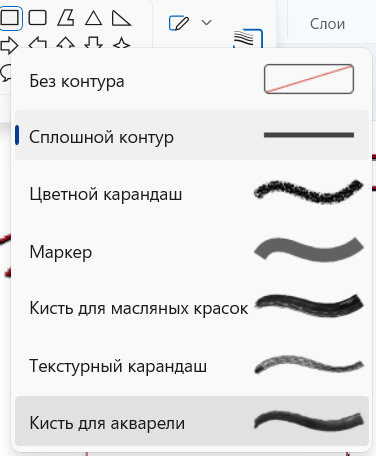 Слои
Без контура
Сплошной контур
Цветной карандаш
Маркер
Кисть для масляных красок
Текстурный карандаш
Кисть для акварели